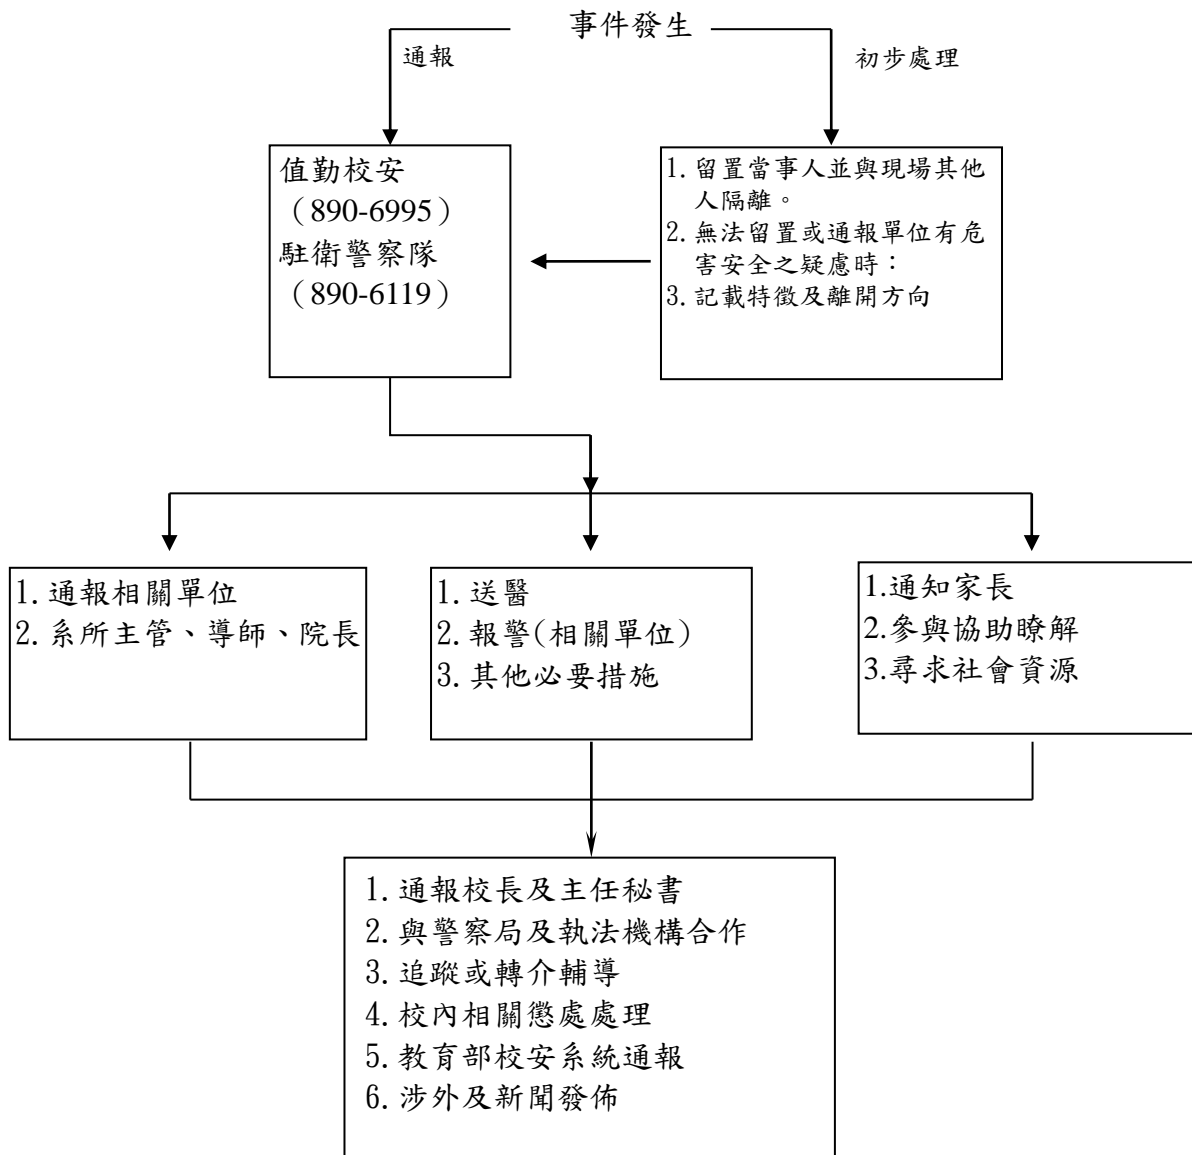 事件發生
通報
初步處理
值勤校安
（890-6995）
駐衛警察隊
（890-6119）
1. 留置當事人並與現場其他
人隔離。
2. 無法留置或通報單位有危
害安全之疑慮時：
3. 記載特徵及離開方向
1. 通報相關單位
2. 系所主管、導師、院長
1. 送醫
2. 報警(相關單位)
3. 其他必要措施
1.通知家長
2.參與協助瞭解
3.尋求社會資源
1. 通報校長及主任秘書
2. 與警察局及執法機構合作
3. 追蹤或轉介輔導
4. 校內相關懲處處理
5. 教育部校安系統通報
6. 涉外及新聞發佈